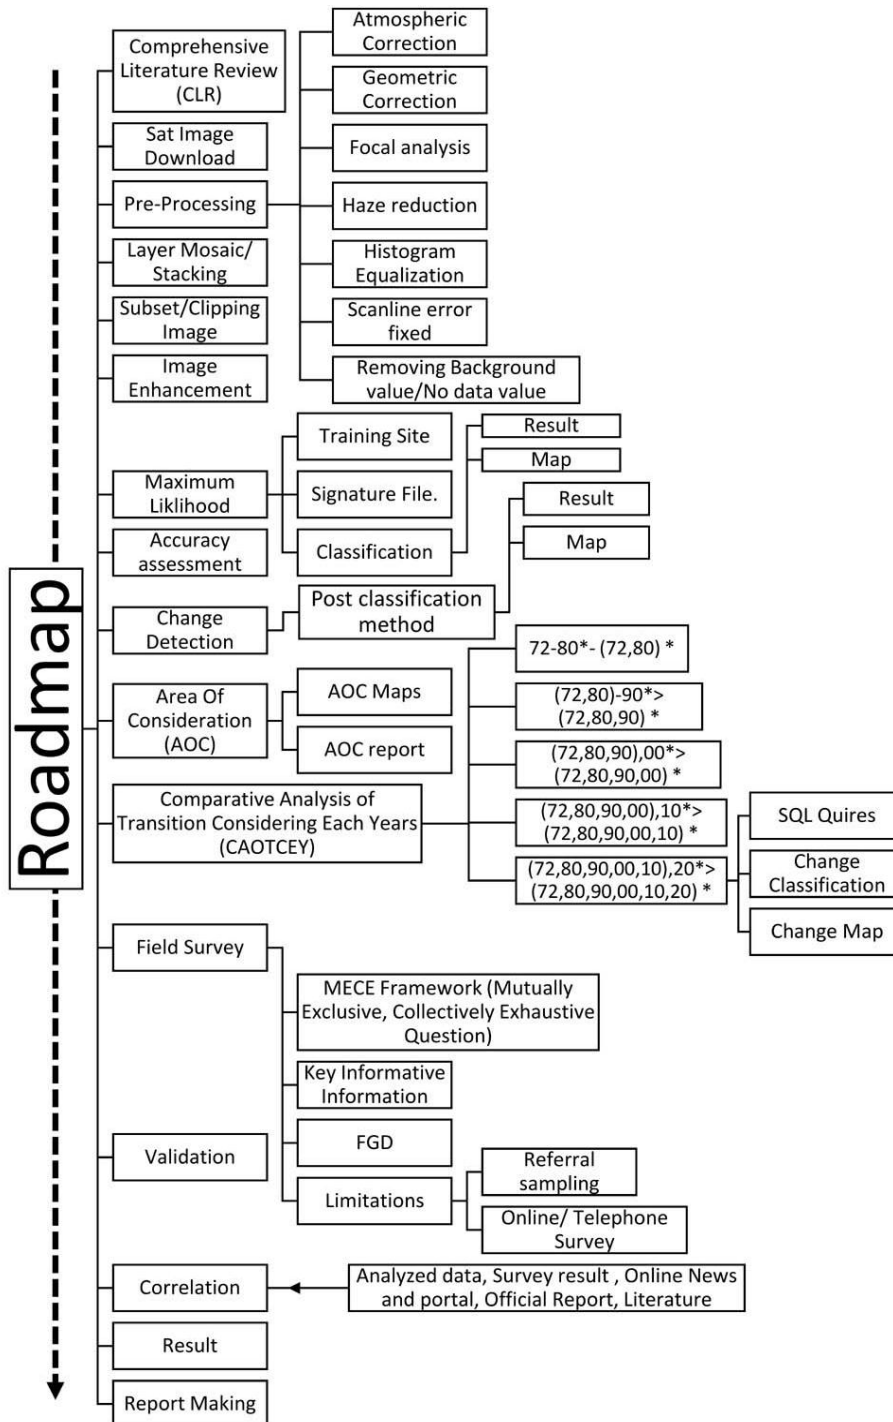 Roadmap
Comprehensive
Literature Review
(CLR)
Sat Image
Download
Pre-Processing
Atmospheric
Correction
Geometric
Correction
Focal analysis
Haze reduction
Histogram
Equalization
Scanline error
fixed
Removing Background
value/No data value
Layer Mosaic/
Stacking
Subset/Clipping
Image
Image
Enhancement
Maximum
Liklihood
Training Site
Signature File.
Classification
Result
Map
Accuracy
assessment
Change
Detection
Post classification
method
Result
Map
Area Of
Consideration
(AOC)
AOC Maps
AOC report
Comparative Analysis of
Transition Considering Each Years
(CAOTCEY)
72-80*- (72,80) *
(72,80)-90*>
(72,80,90) *
(72,80,90),00*>
(72,80,90,00) *
(72,80,90,00),10*>
(72,80,90,00,10) *
(72,80,90,00,10),20*>
(72,80,90,00,10,20) *
SQL Quires
Change
Classification
Change Map
Field Survey
MECE Framework (Mutually
Exclusive, Collectively Exhaustive
Question)
Key Informative
Information
FGD
Limitations
Referral
sampling
Online/ Telephone
Survey
Validation
Correlation
Analyzed data, Survey result , Online News
and portal, Official Report, Literature
Result
Report Making